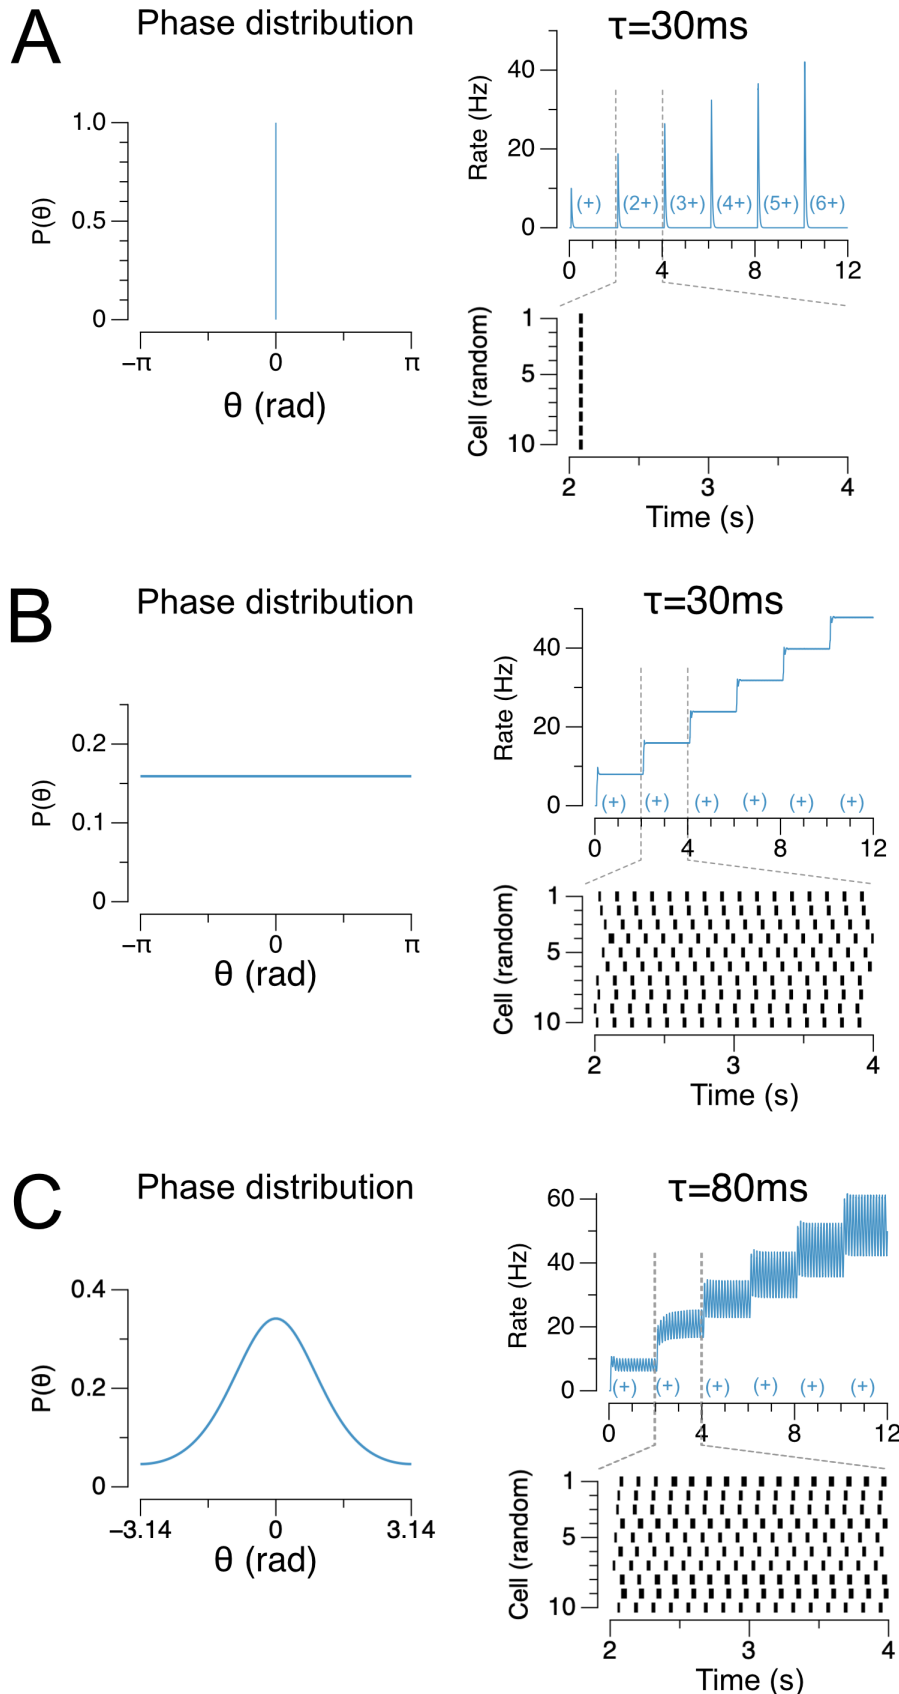 A
Phase distribution
τ=30ms
P(θ)
1.0
0.5
0
−π
0
π
θ (rad)
Rate (Hz)
40
20
0
(+)
(2+)
(3+)
(4+)
(5+)
(6+)
0
4
8
12
Cell (random)
1
5
10
2
3
4
Time (s)
B
Phase distribution
τ=30ms
P(θ)
0.2
0.1
0
−π
0
π
θ (rad)
Rate (Hz)
40
20
0
(+)
(+)
(+)
(+)
(+)
(+)
0
4
8
12
Cell (random)
1
5
10
2
3
4
Time (s)
C
Phase distribution
τ=80ms
P(θ)
0.4
0.2
0
−3.14
0
3.14
θ (rad)
Rate (Hz)
60
40
20
0
(+)
(+)
(+)
(+)
(+)
(+)
0
4
8
12
Cell (random)
1
5
10
2
3
4
Time (s)